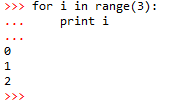 >>> for i in range(3):
...     print i
...
0
1
2
>>>